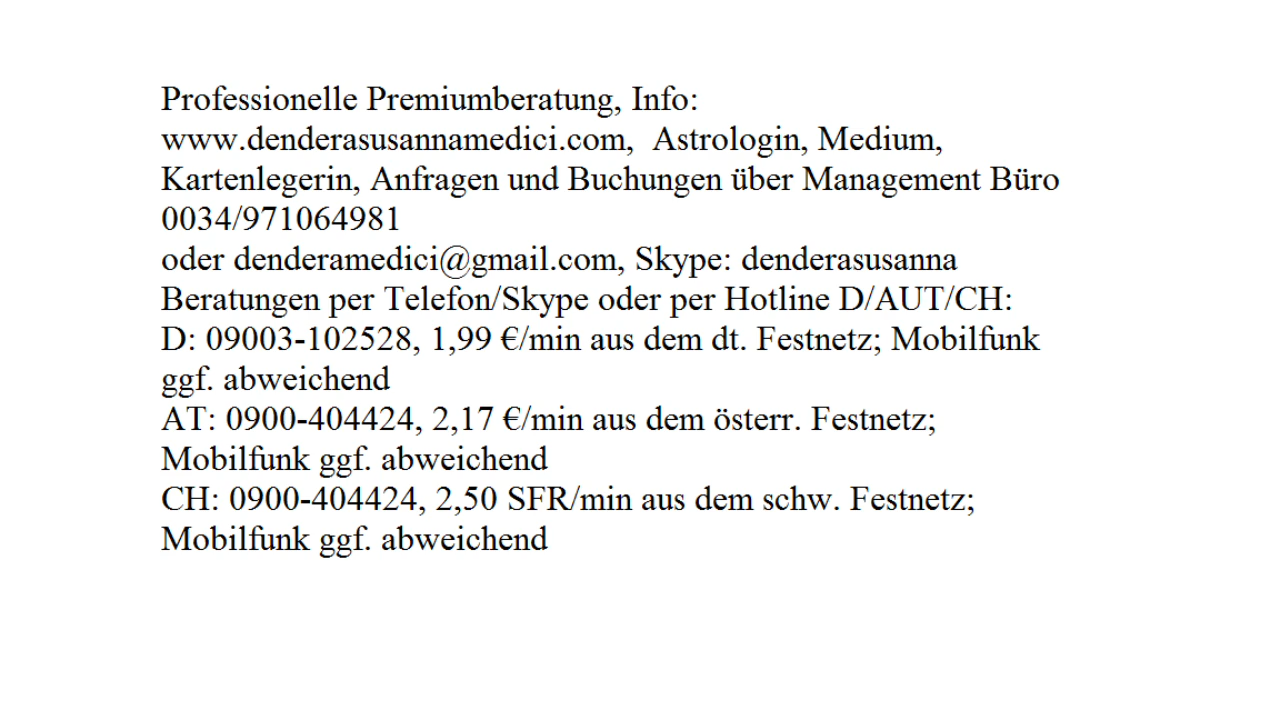 Professionelle Premiumberatung, Info:
www.denderasusannamedici.com,  Astrologin, Medium,
Kartenlegerin, Anfragen und Buchungen über Management Büro
0034/971064981
oder denderamedici@gmail.com, Skype: denderasusanna
Beratungen per Telefon/Skype oder per Hotline D/AUT/CH:
D: 09003-102528, 1,99 €/min aus dem dt. Festnetz; Mobilfunk
ggf. abweichend
AT: 0900-404424, 2,17 €/min aus dem österr. Festnetz;
Mobilfunk ggf. abweichend
CH: 0900-404424, 2,50 SFR/min aus dem schw. Festnetz;
Mobilfunk ggf. abweichend